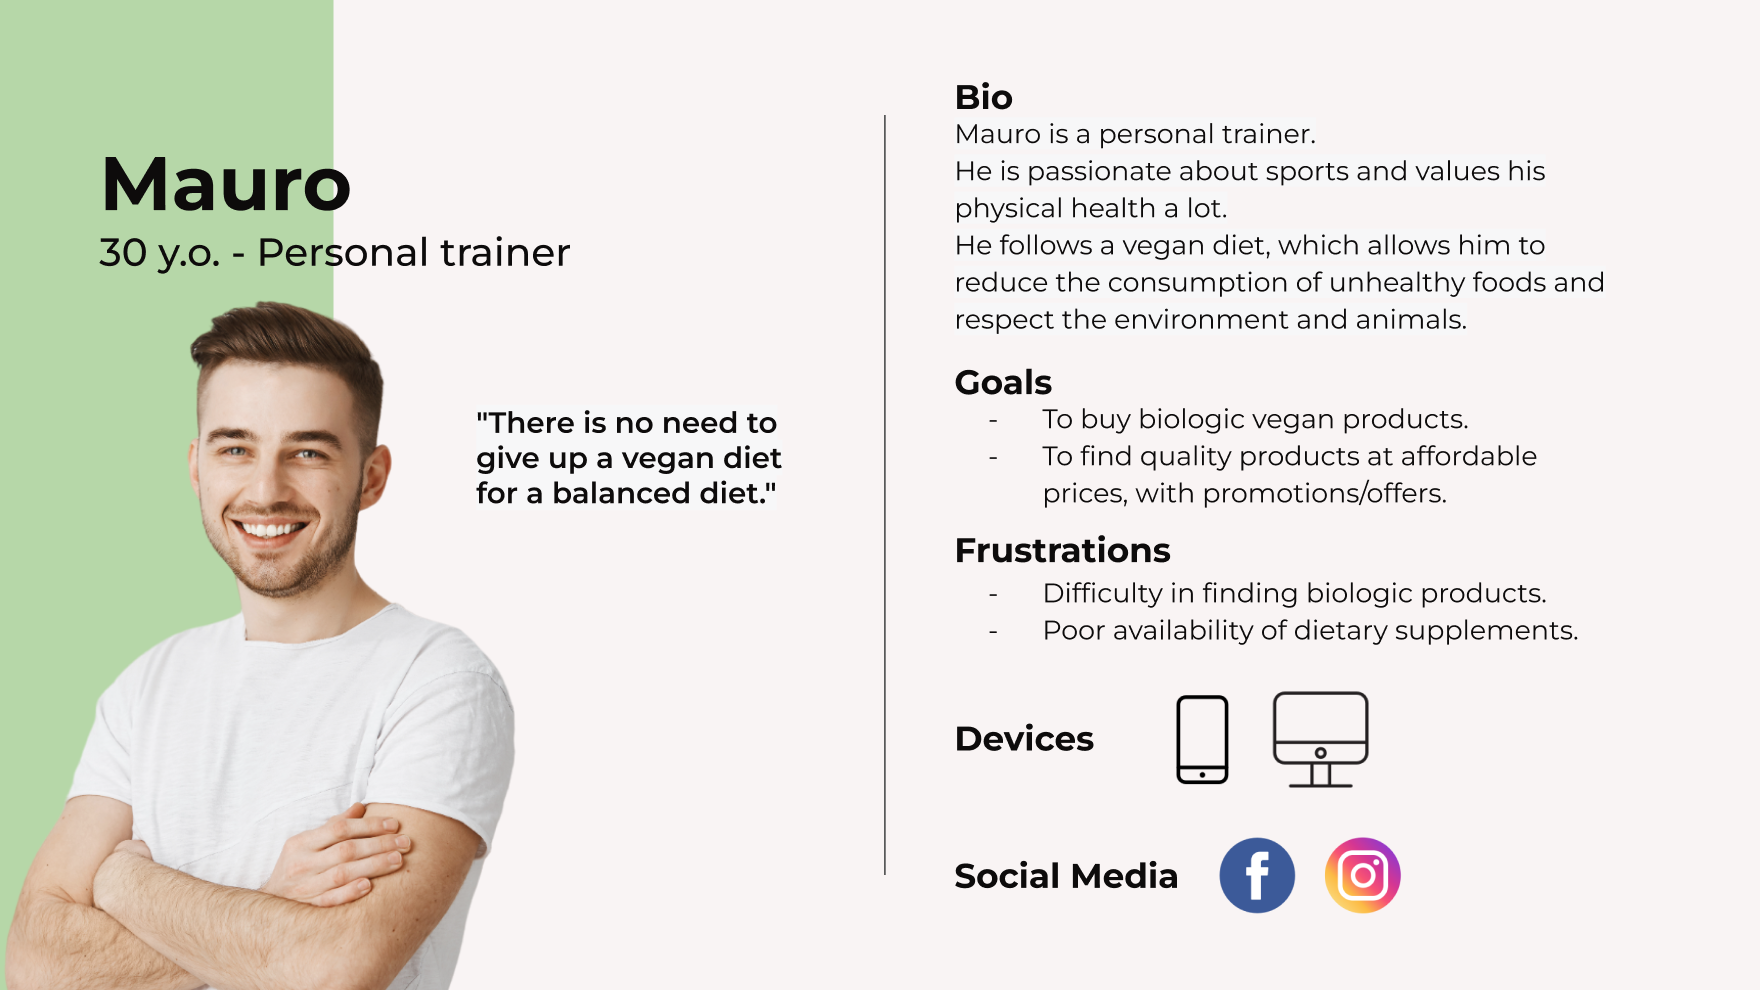 Mauro
30 y.o. - Personal trainer
"There is no need to
give up a vegan diet
for a balanced diet."
Bio
Mauro is a personal trainer.
He is passionate about sports and values his
physical health a lot.
He follows a vegan diet, which allows him to
reduce the consumption of unhealthy foods and
respect the environment and animals.
Goals
- To buy biologic vegan products.
- To find quality products at affordable
prices, with promotions/offers.
Frustrations
- Difficulty in finding biologic products.
- Poor availability of dietary supplements.
Devices
Social Media